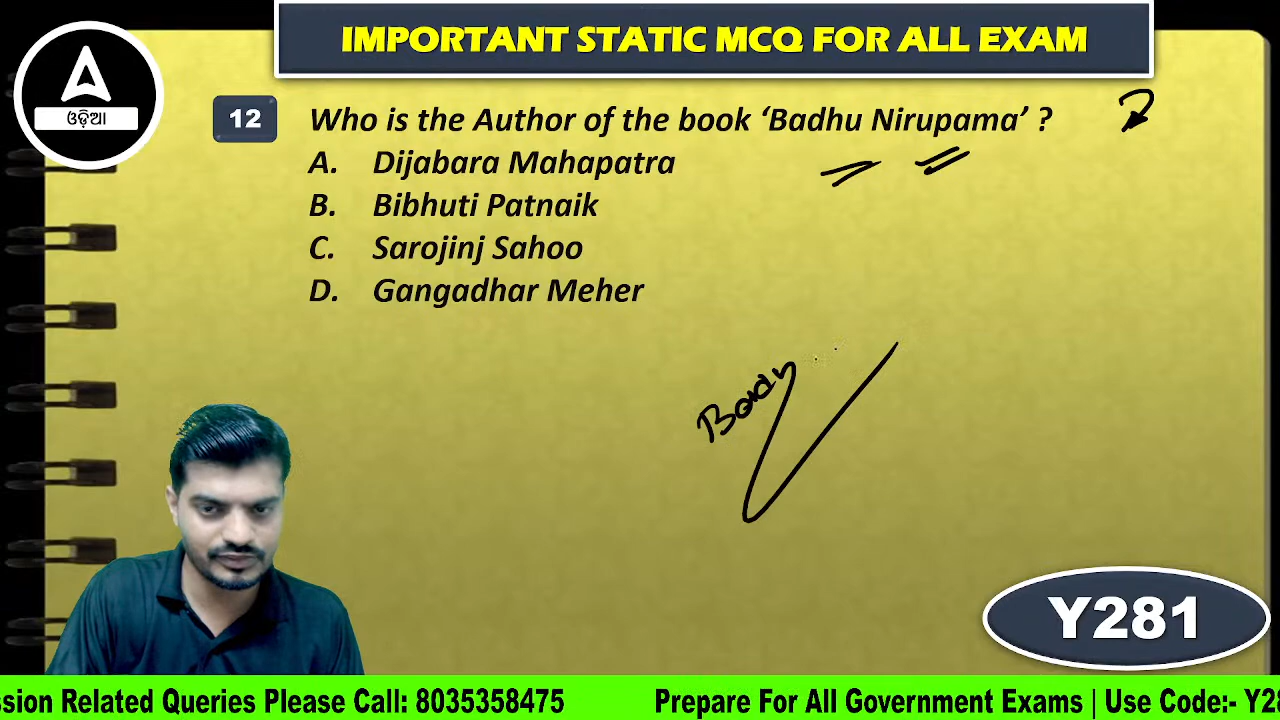 IMPORTANT STATIC MCQ FOR ALL EXAM
ଓଡ଼ିଆ
12 Who is the Author of the book ‘Badhu Nirupama’ ?
A. Dijabara Mahapatra
B. Bibhuti Patnaik
C. Sarojinj Sahoo
D. Gangadhar Meher
Y281
ssion Related Queries Please Call: 8035358475 Prepare For All Government Exams | Use Code:- Y28